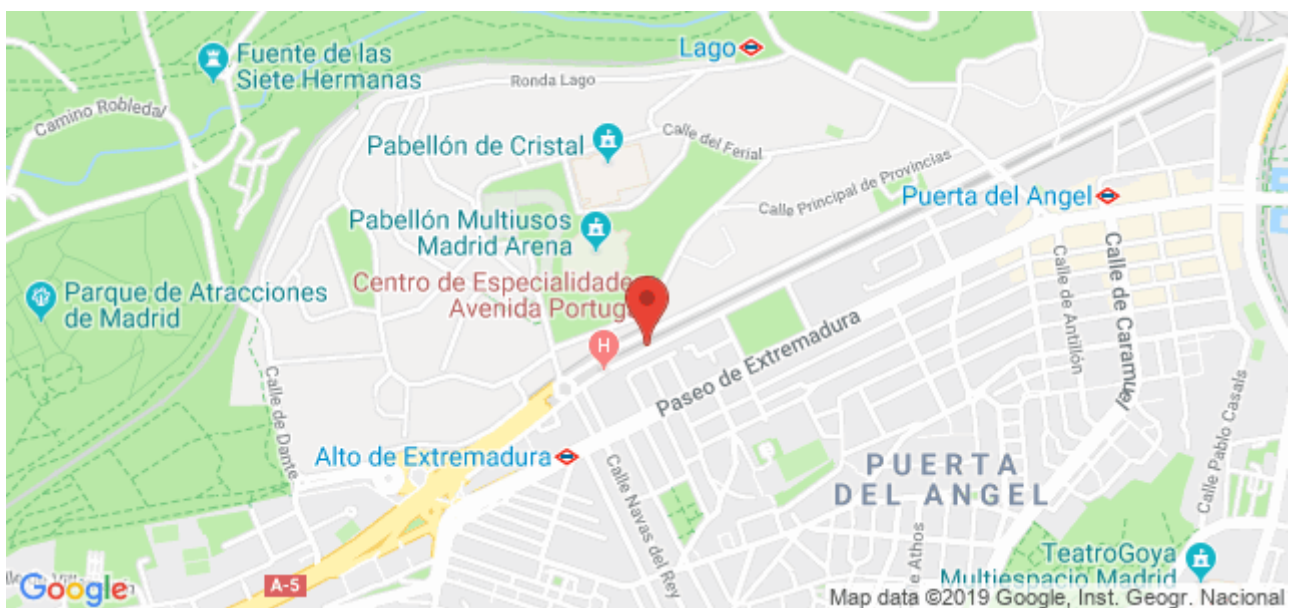 Lago
Fuente de las
Siete Hermanas
Ronda Lago
Camino Robledal
Pabellón de Cristal
Calle del Ferial
Calle Principal de Provincias
Puerta del Angel
Pabellón Multiusos
Madrid Arena
Centro de Especialidade
Avenida Portug
Parque de Atracciones
de Madrid
H
Calle de Antillón
Calle de Caramuel
Paseo de Extremadura
Calle de Dante
Calle Pablo Casals
Alto de Extremadura
PUERTA
DEL ANGEL
Calle Navas del Rey
e Athos
TeatroGoya
Multiespacio Madrid
A-5
Google
Map data ©2019 Google, Inst. Geogr. Nacional